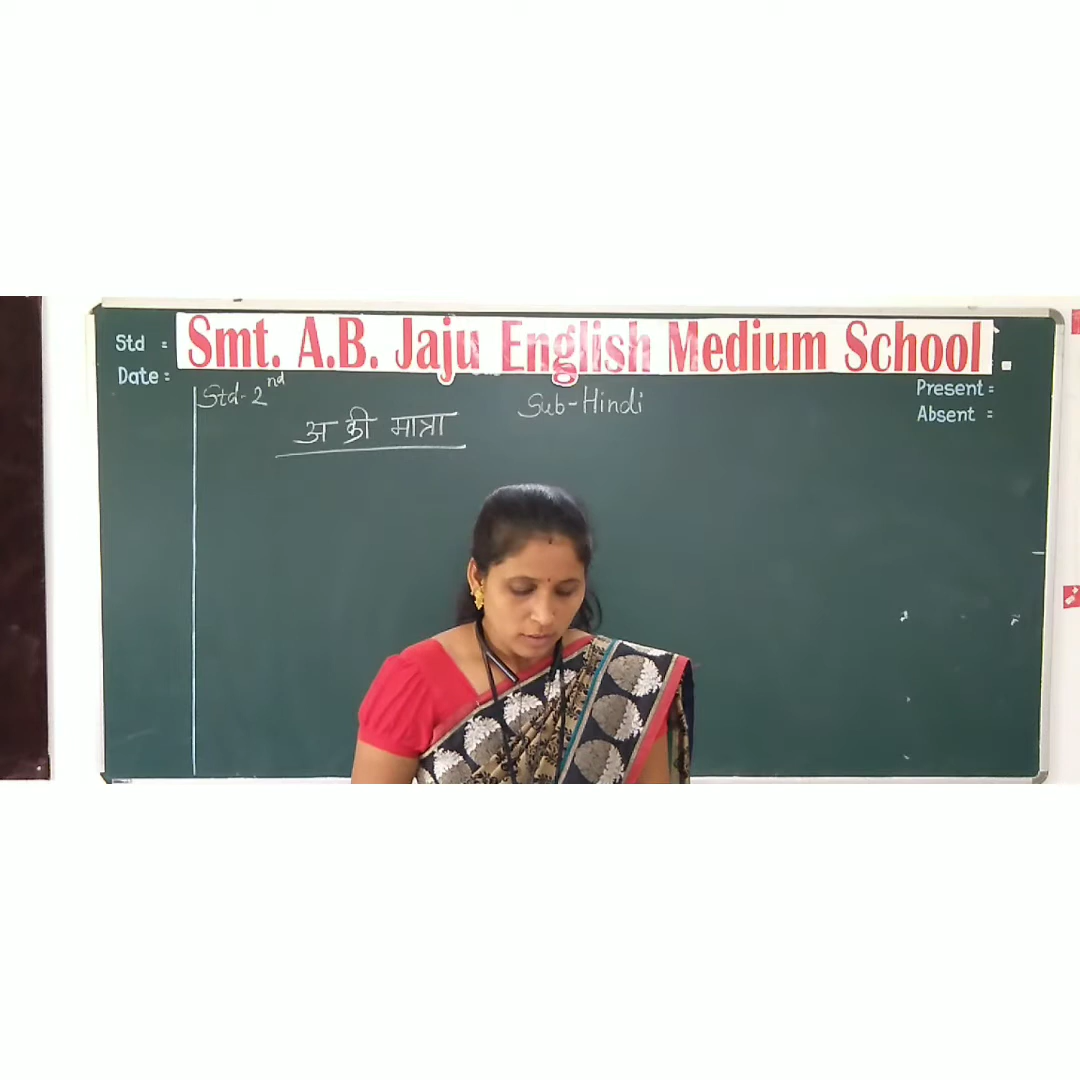 Smt. A.B. Jaju English Medium School .
Std =
Date =
Present =
Absent =
Std-2nd
Sub-Hindi
अ की मात्रा